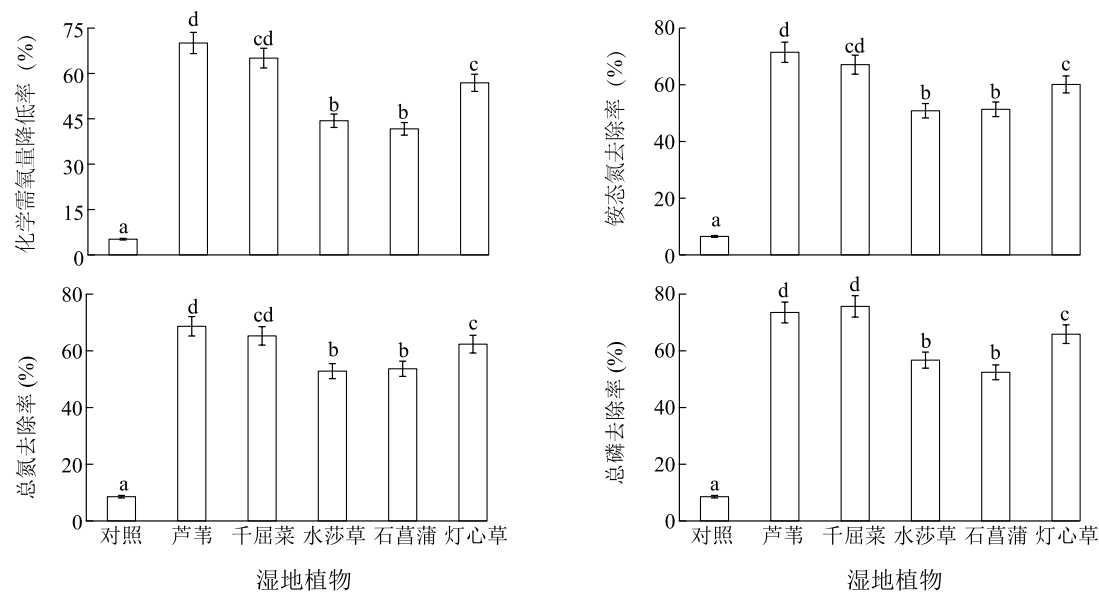 化学需氧量降低率（%）
75
60
45
30
15
0
a
d
cd
b
b
c
铵态氮去除率（%）
80
60
40
20
0
a
d
cd
b
b
c
总氮去除率(%)
80
60
40
20
0
a
d
cd
b
b
c
对照 芦苇 千屈菜 水莎草 石菖蒲 灯心草
湿地植物
总磷去除率(%)
80
60
40
20
0
a
d
d
b
b
c
对照 芦苇 千屈菜 水莎草 石菖蒲 灯心草
湿地植物